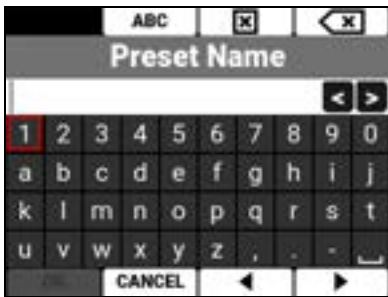 ABC
Preset Name
< >
1 2 3 4 5 6 7 8 9 0
a b c d e f g h i j
k l m n o p q r s t
u v w x y z , . -
CANCEL